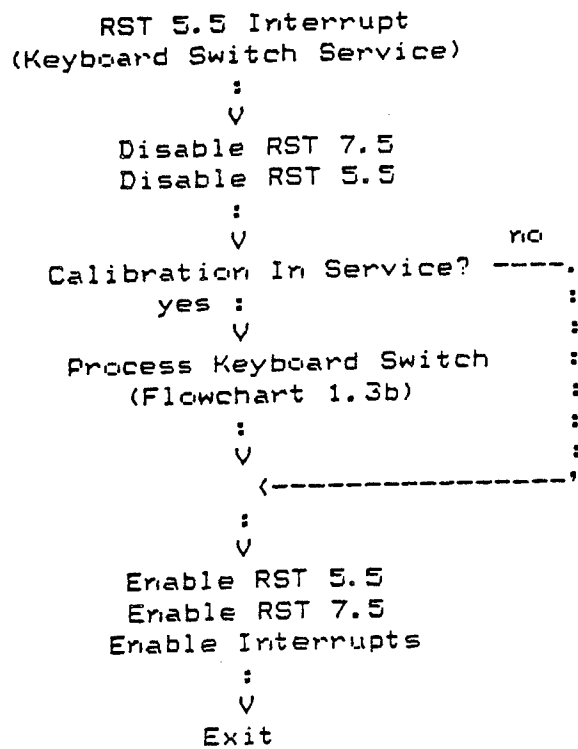 RST 5.5 Interrupt
(Keyboard Switch Service)
:
V
Disable RST 7.5
Disable RST 5.5
:
V
no
Calibration In Service? ----.
yes : :
V :
Process Keyboard Switch :
(Flowchart 1.3b) :
: :
V :
<-----------------'
:
V
Enable RST 5.5
Enable RST 7.5
Enable Interrupts
:
V
Exit